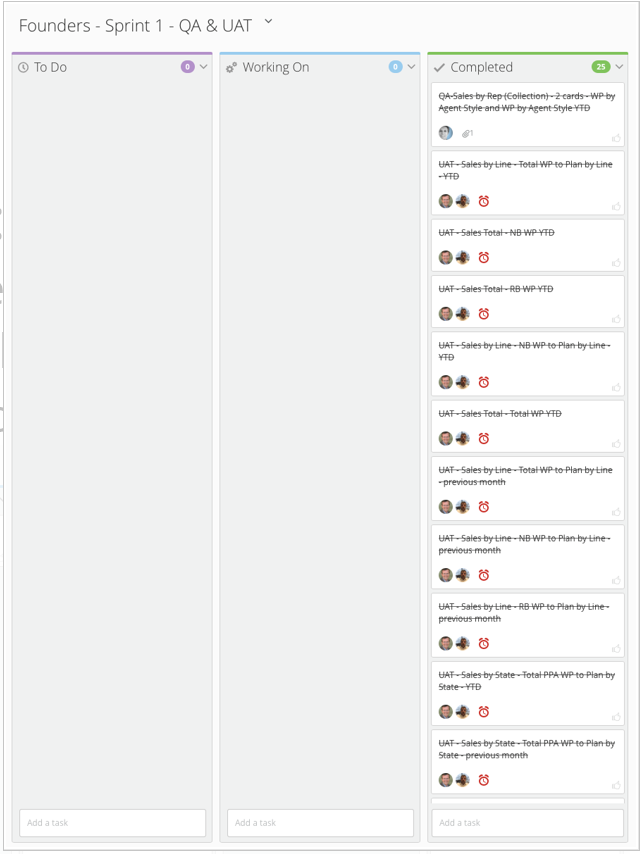 Founders - Sprint 1 - QA & UAT
To Do
0
Working On
0
Completed
25
QA-Sales by Rep (Collection) - 2 cards - WP by
Agent Style and WP by Agent Style YTD
1
UAT - Sales by Line - Total WP to Plan by Line
- YTD
UAT - Sales Total - NB WP YTD
UAT - Sales Total - RB WP YTD
UAT - Sales by Line - NB WP to Plan by Line -
YTD
UAT - Sales Total - Total WP YTD
UAT - Sales by Line - Total WP to Plan by Line
- previous month
UAT - Sales by Line - NB WP to Plan by Line -
previous month
UAT - Sales by Line - RB WP to Plan by Line -
previous month
UAT - Sales by State - Total PPA WP to Plan by
State - YTD
UAT - Sales by State - Total PPA WP to Plan by
State - previous month
Add a task
Add a task
Add a task